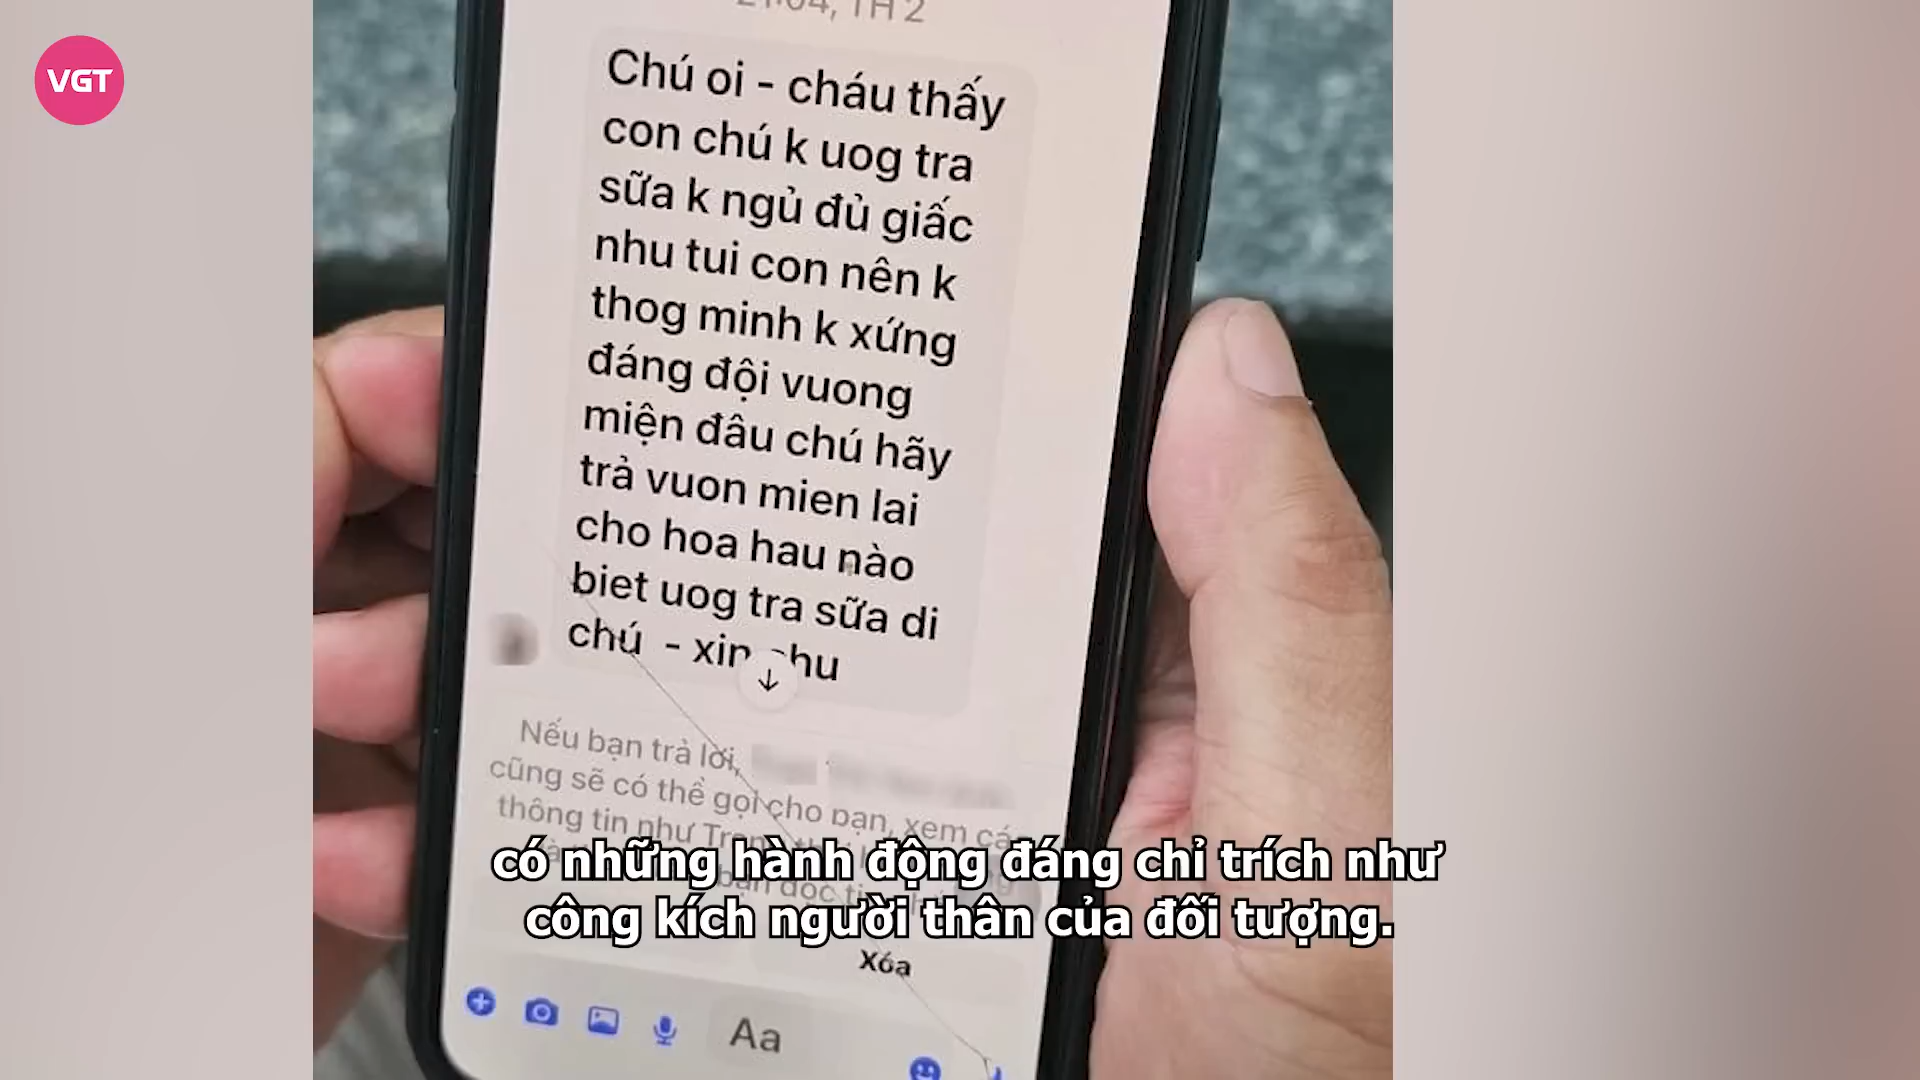 VGT
TH 2
Chú oi - cháu thấy
con chú k uog tra
sữa k ngủ đủ giấc
nhu tui con nên k
thog minh k xứng
đáng đội vuong
miện đâu chú hãy
trả vuon mien lai
cho hoa hau nào
biet uog tra sữa di
chú - xin chu
Nếu bạn trả lời,
cũng sẽ có thể gọi cho bạn, xem các
thông tin như
có những hành động đáng chỉ trích như
công kích người thân của đối tượng.
Xóa
Aa